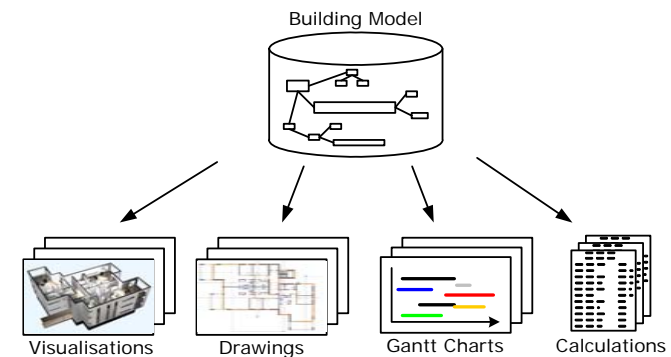 Building Model
Visualisations
Drawings
Gantt Charts
Calculations